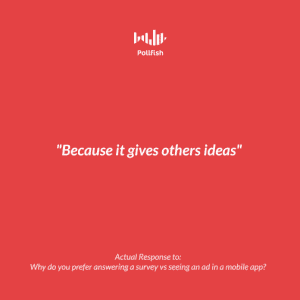 Pollfish
"Because it gives others ideas"
Actual Response to:
Why do you prefer answering a survey vs seeing an ad in a mobile app?